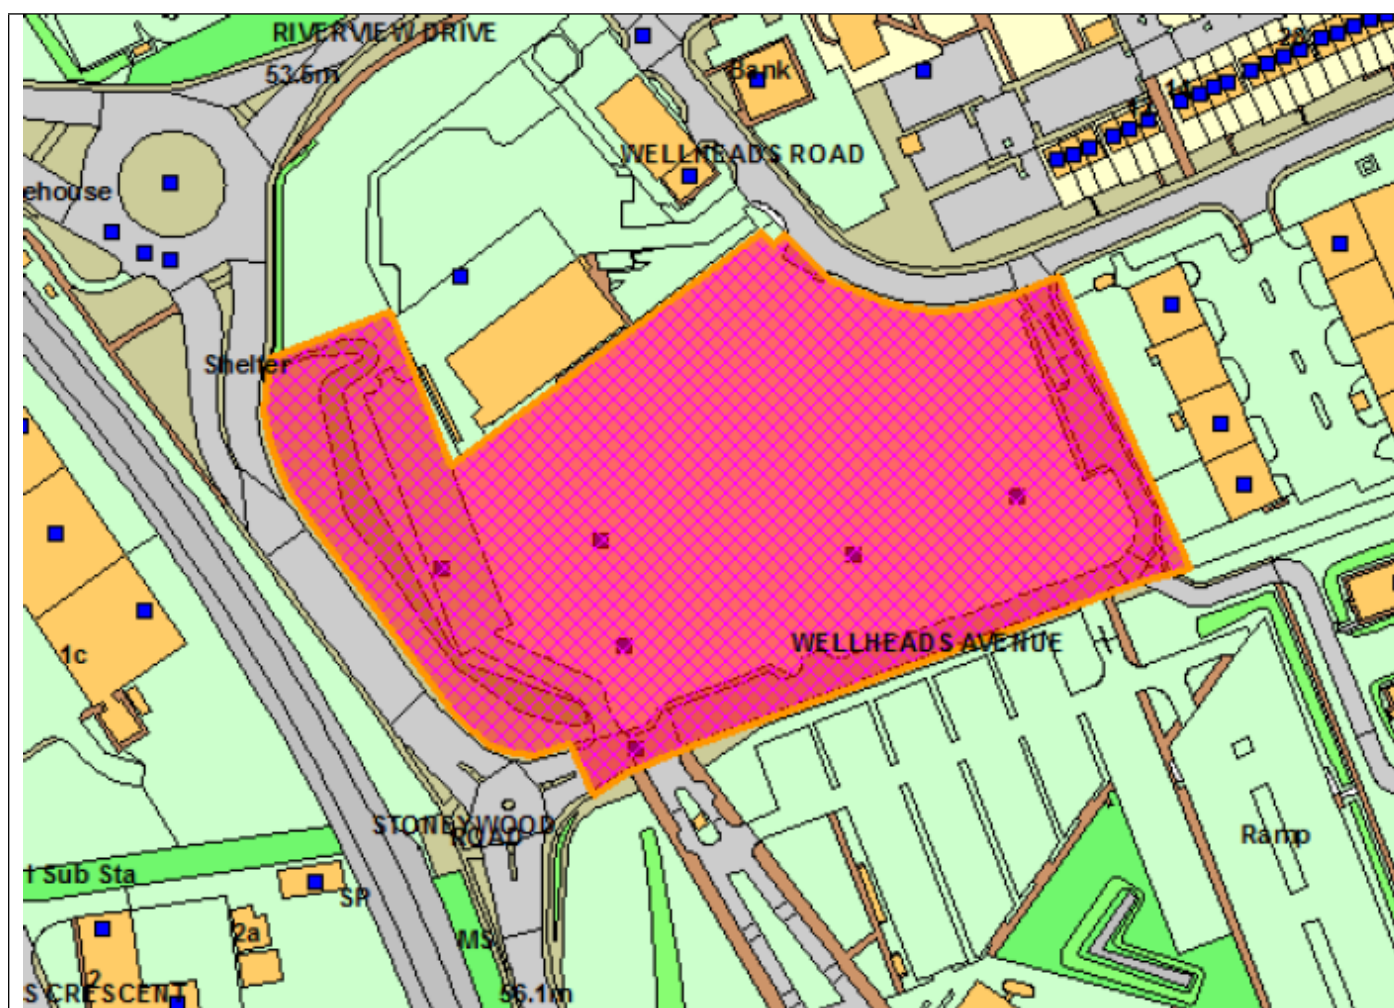 RIVERVIEW DRIVE
53.5m
Bank
WELLHEADS ROAD
ehouse
Shelter
WELLHEADS AVENUE
1c
STONEYWOOD
ROAD
Ramp
t Sub Sta
SP
2a
MS
2
S CRESCENT
56.1m